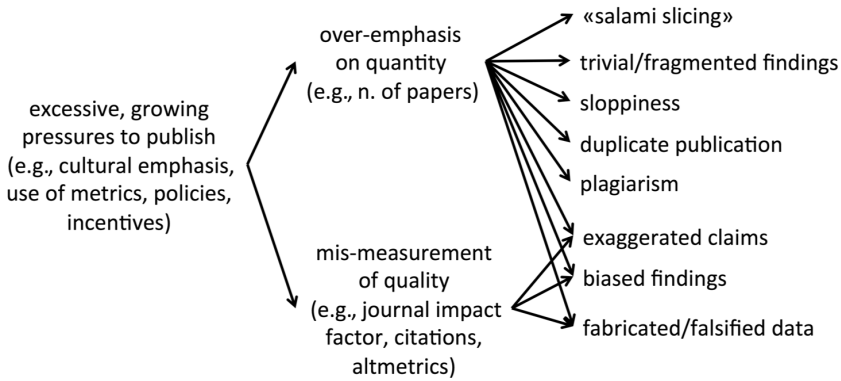 excessive, growing
pressures to publish
(e.g., cultural emphasis,
use of metrics, policies,
incentives)
over-emphasis
on quantity
(e.g., n. of papers)
mis-measurement
of quality
(e.g., journal impact
factor, citations,
altmetrics)
«salami slicing»
trivial/fragmented findings
sloppiness
duplicate publication
plagiarism
exaggerated claims
biased findings
fabricated/falsified data